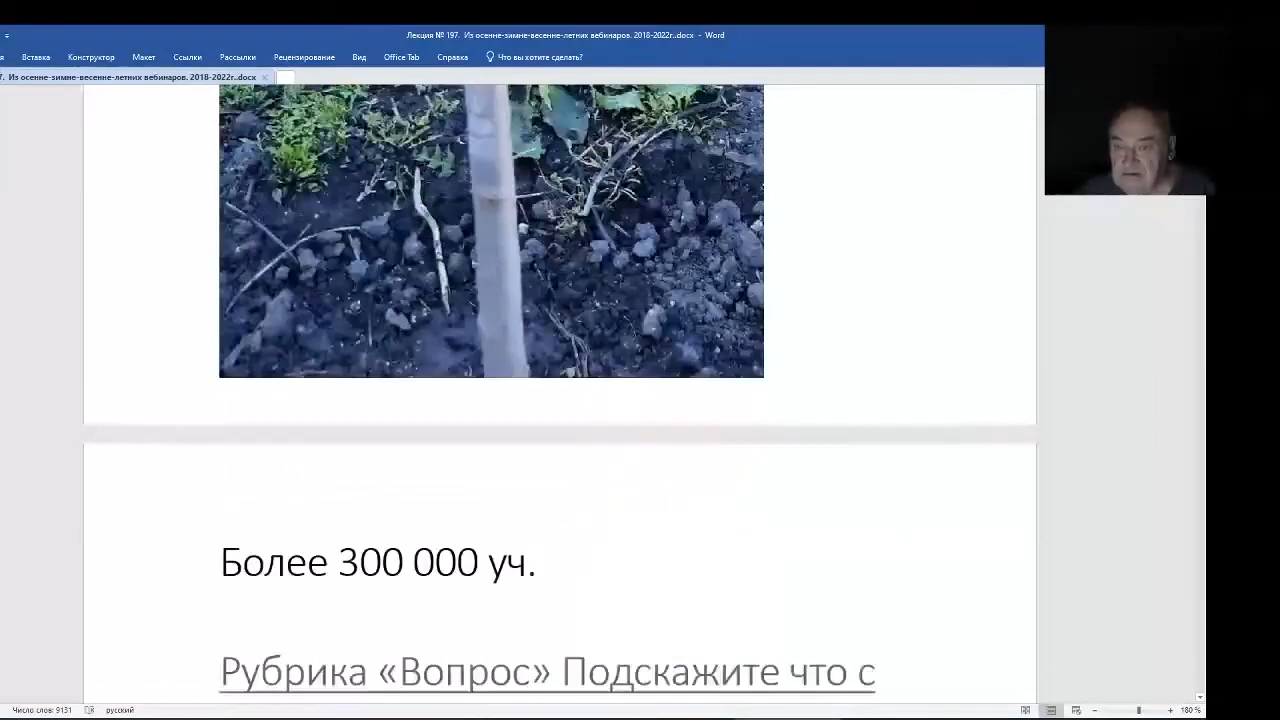 Лекция № 197. Из осенне-зимне-весенне-летних вебинаров. 2018-2022г..docx - Word
я Вставка Конструктор Макет Ссылки Рассылки Рецензирование Вид Office Tab Справка Что вы хотите сделать?
7. Из осенне-зимне-весенне-летних вебинаров. 2018-2022г..docx
Более 300 000 уч.
Рубрика «Вопрос» Подскажите что с
Число слов: 9131 русский 180 %